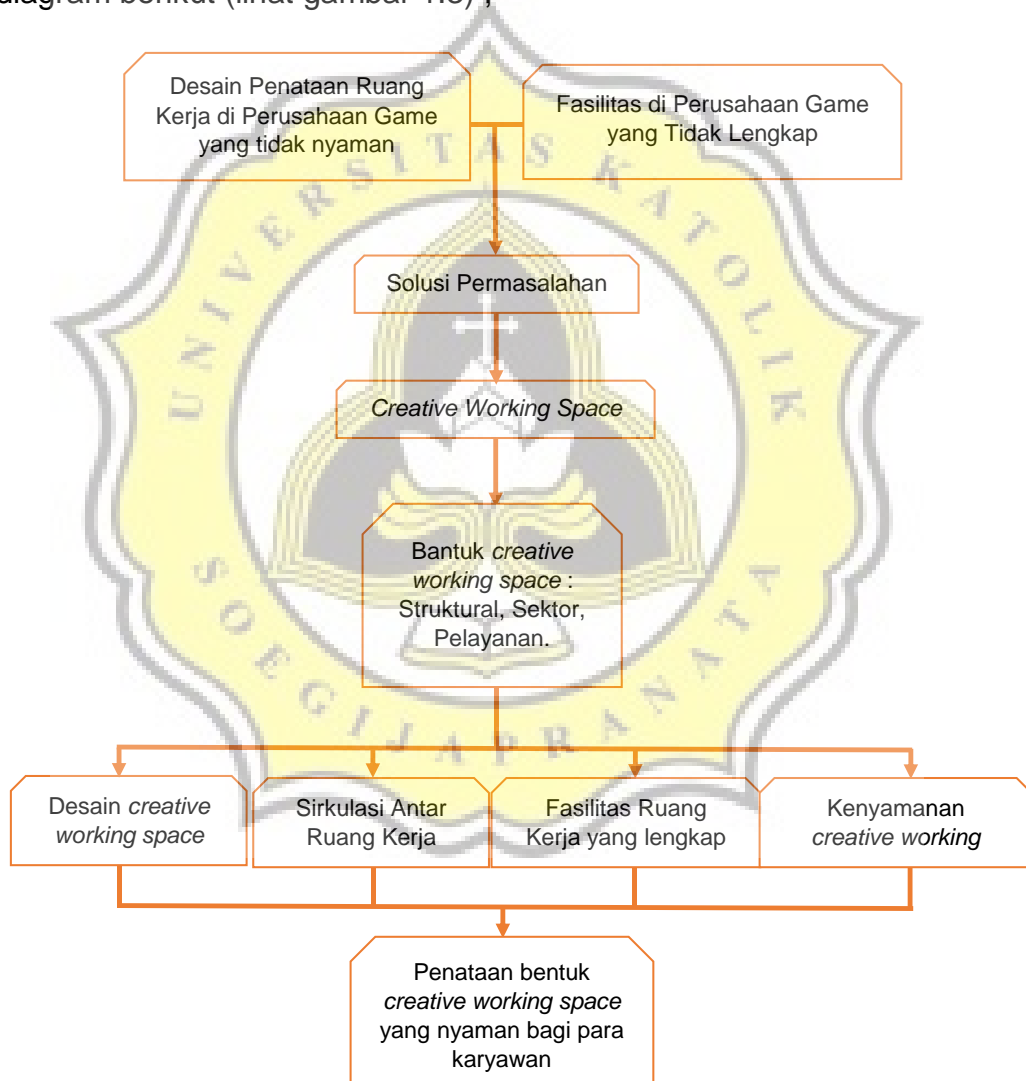 diagram berikut (lihat gambar 1.8) ;
Desain Penataan Ruang
Kerja di Perusahaan Game
yang tidak nyaman
Fasilitas di Perusahaan Game
yang Tidak Lengkap
UNIVERSITAS KATOLIK
Solusi Permasalahan
Creative Working Space
Bantuk creative
working space :
Struktural, Sektor,
Pelayanan.
SOEGIJAPRANATA
Desain creative
working space
Sirkulasi Antar
Ruang Kerja
Fasilitas Ruang
Kerja yang lengkap
Kenyamanan
creative working
Penataan bentuk
creative working space
yang nyaman bagi para
karyawan